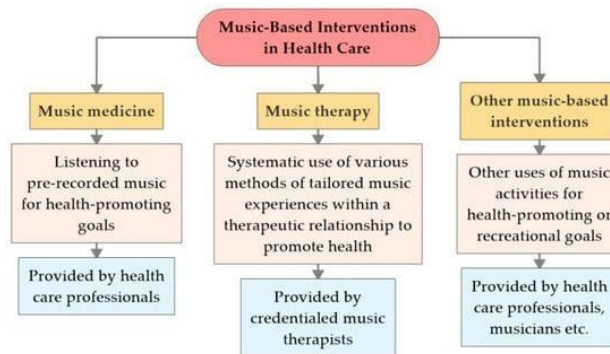 Music-Based Interventions
in Health Care
Music medicine
Listening to
pre-recorded music
for health-promoting
goals
Provided by health
care professionals
Music therapy
Systematic use of various
methods of tailored music
experiences within a
therapeutic relationship to
promote health
Provided by
credentialed music
therapists
Other music-based
interventions
Other uses of music
activities for
health-promoting or
recreational goals
Provided by health
care professionals,
musicians etc.